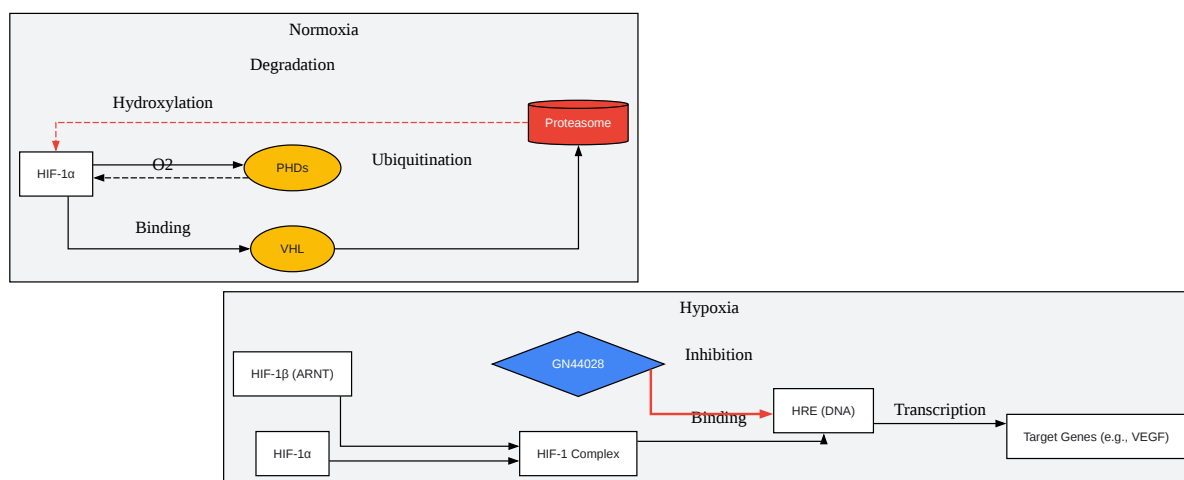 Normoxia
Degradation
Hydroxylation
Proteasome
O2
Ubiquitination
HIF-1α
PHDs
Binding
VHL
Hypoxia
GN44028
Inhibition
HIF-1β (ARNT)
HRE (DNA)
Transcription
Binding
Target Genes (e.g., VEGF)
HIF-1α
HIF-1 Complex